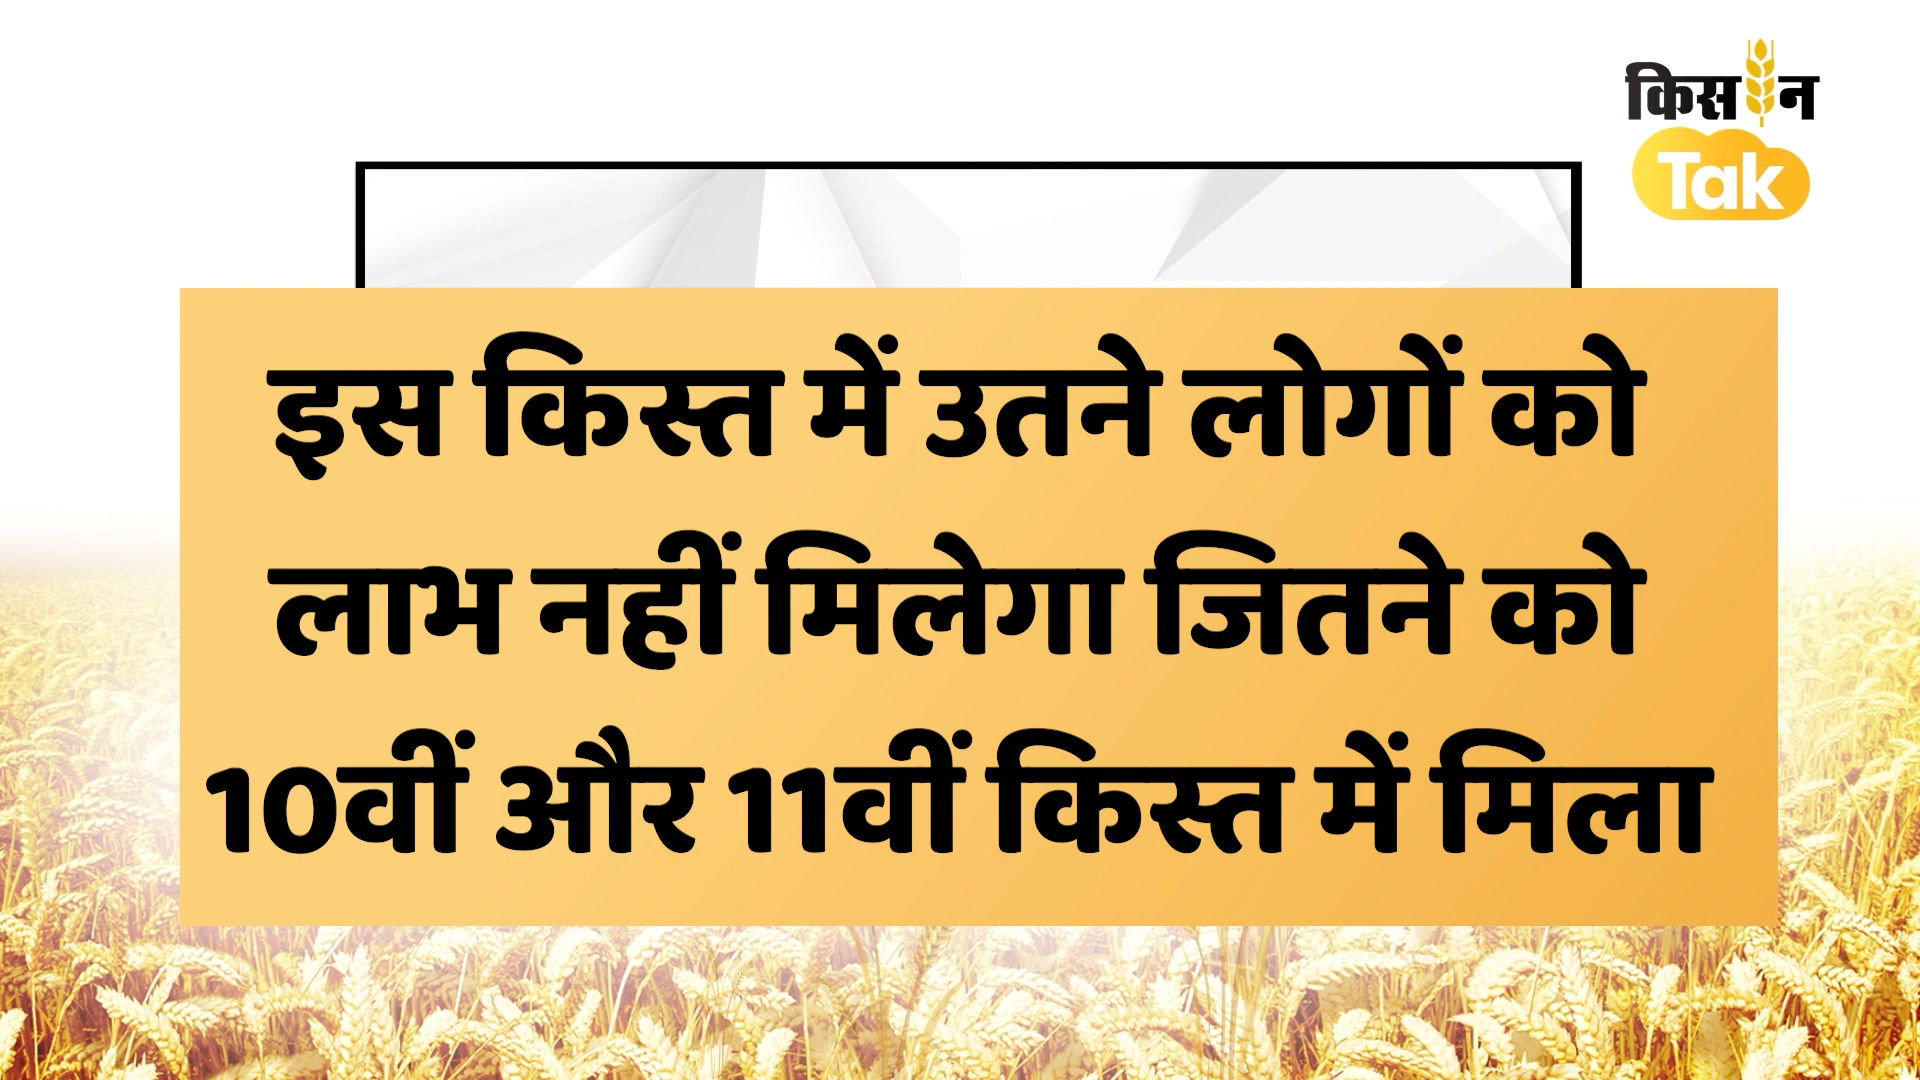 किसान
Tak
इस किस्त में उतने लोगों को
लाभ नहीं मिलेगा जितने को
10वीं और 11वीं किस्त में मिला